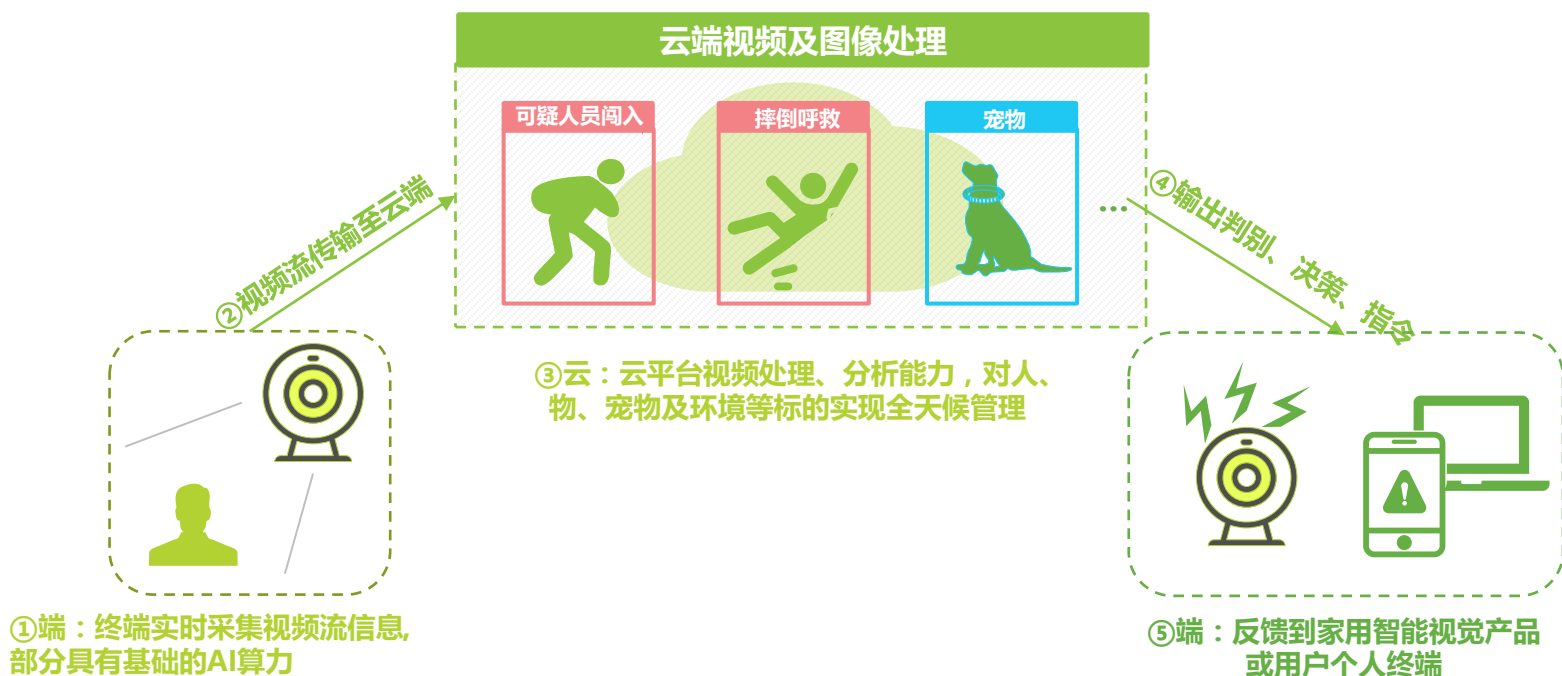 云端视频及图像处理
可疑人员闯入
摔倒呼救
宠物
...
②视频流传输至云端
④输出判别、决策、指令
③云：云平台视频处理、分析能力，对人、
物、宠物及环境等标的实现全天候管理
①端：终端实时采集视频流信息,
部分具有基础的AI算力
⑤端：反馈到家用智能视觉产品
或用户个人终端